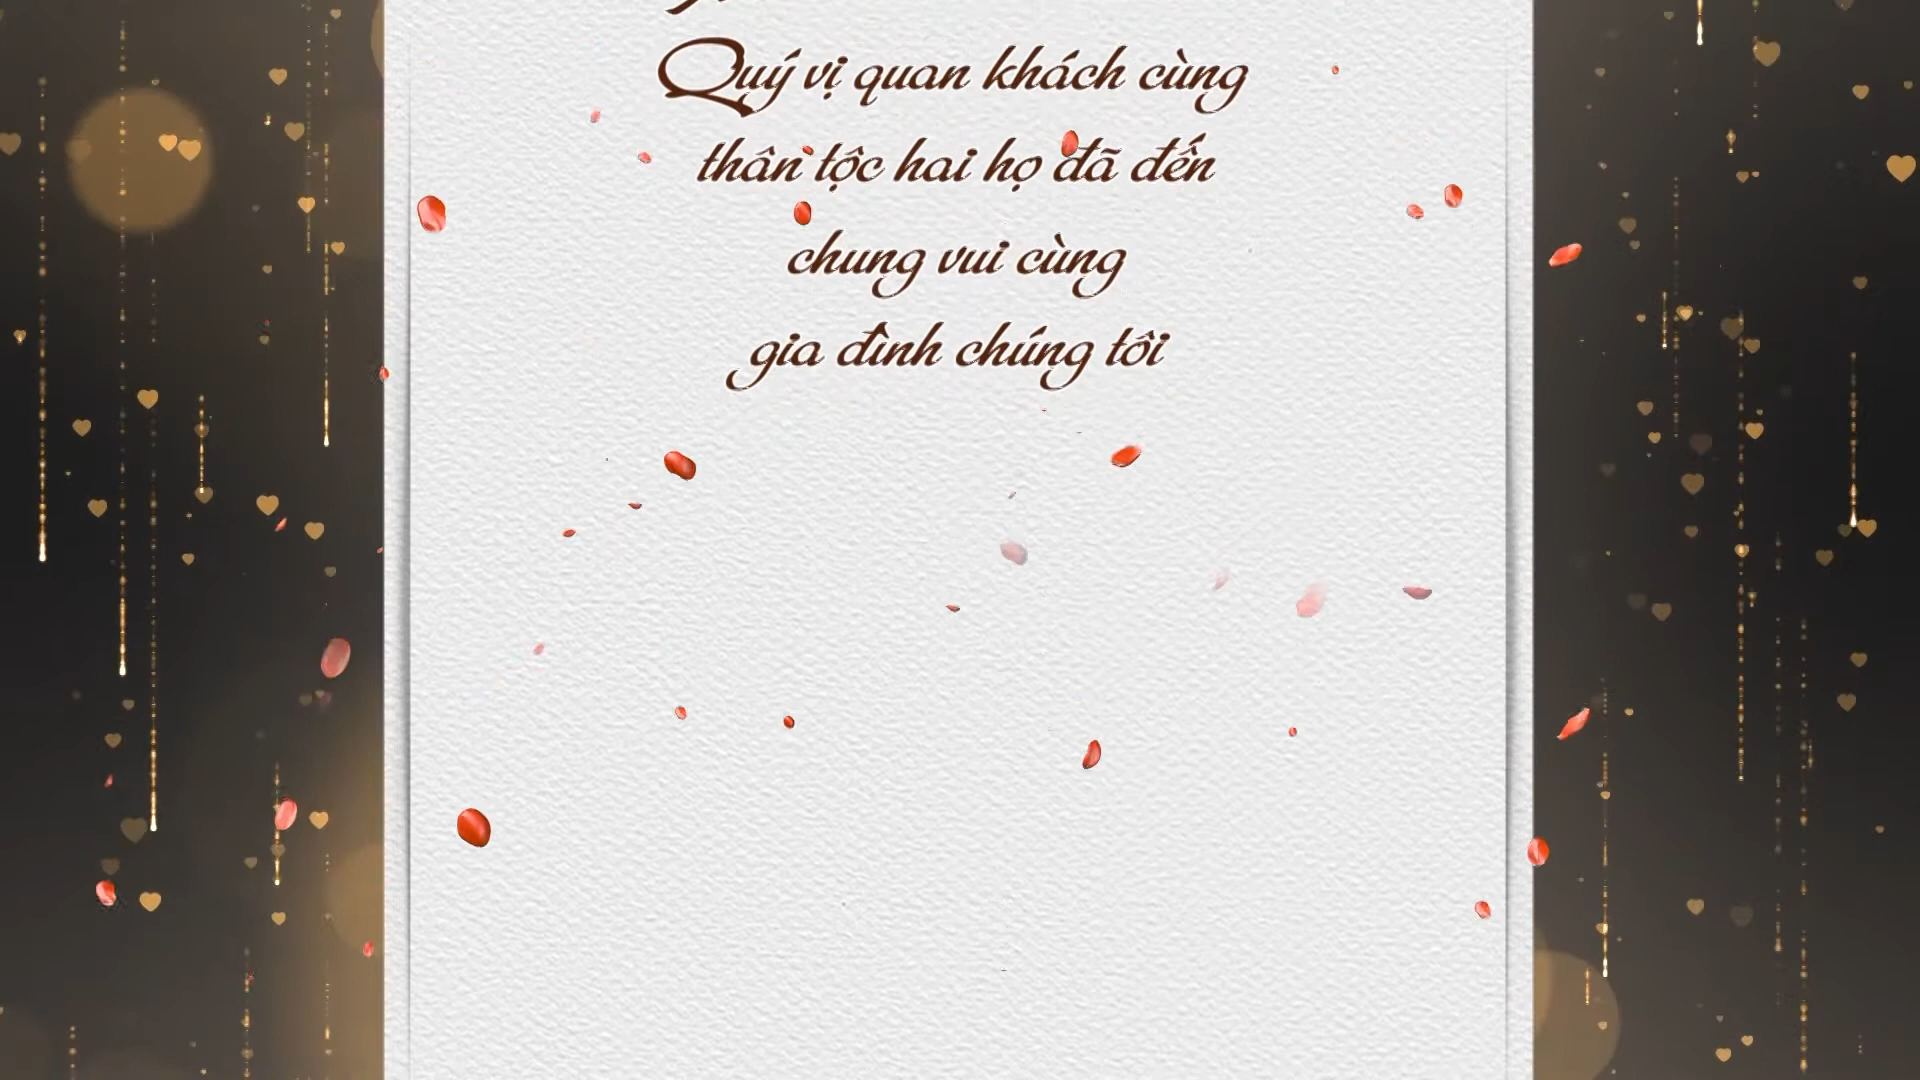 Quý vị quan khách cùng
thân tộc hai họ đã đến
chung vui cùng
gia đình chúng tôi